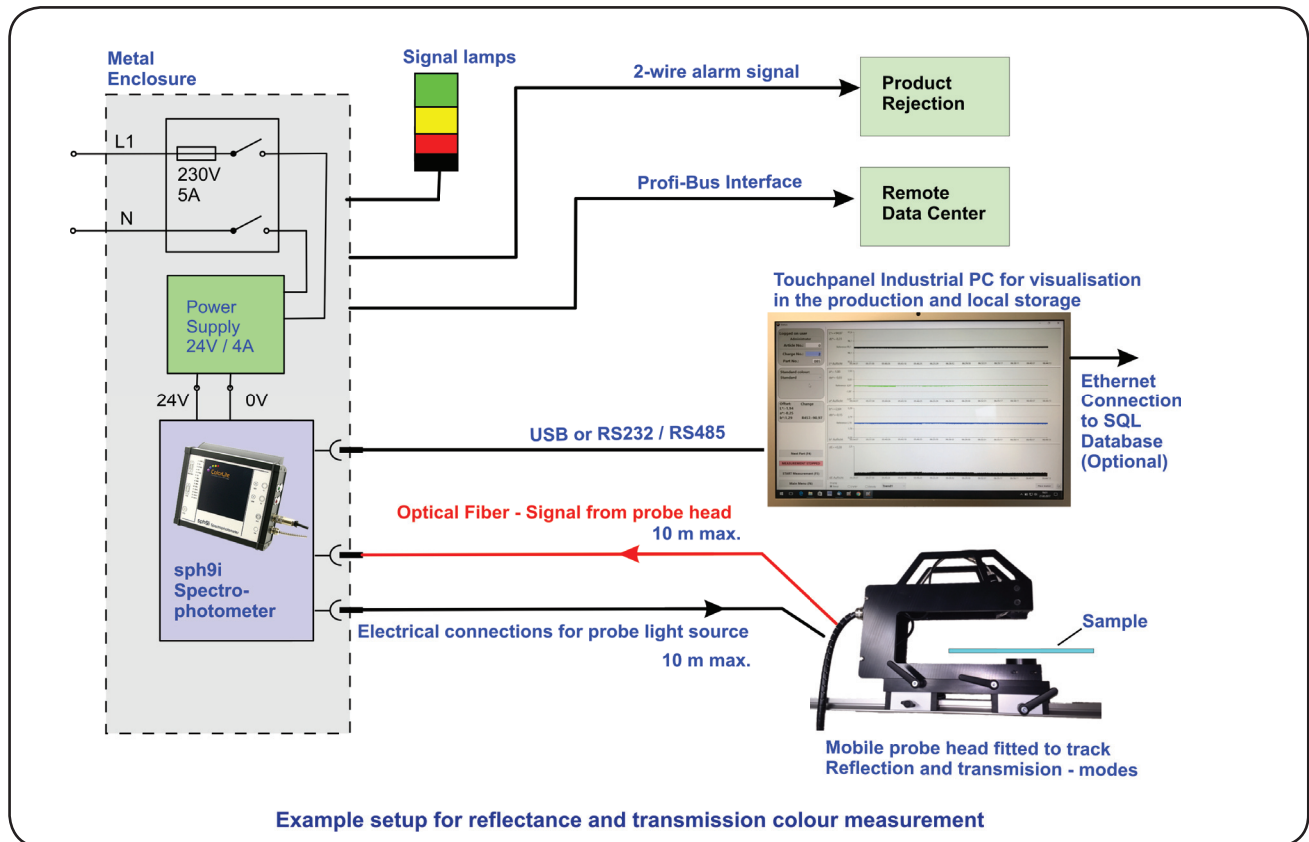 Metal
Enclosure
Signal lamps
2-wire alarm signal
Product
Rejection
L1
230V
5A
N
Profi-Bus Interface
Remote
Data Center
Touchpanel Industrial PC for visualisation
in the production and local storage
Power
Supply
24V / 4A
24V
0V
Ethernet
Connection
to SQL
Database
(Optional)
USB or RS232 / RS485
ColorLite
sph9i
Optical Fiber - Signal from probe head
10 m max.
sph9i
Spectro-
photometer
Electrical connections for probe light source
10 m max.
Sample
Mobile probe head fitted to track
Reflection and transmision - modes
Example setup for reflectance and transmission colour measurement